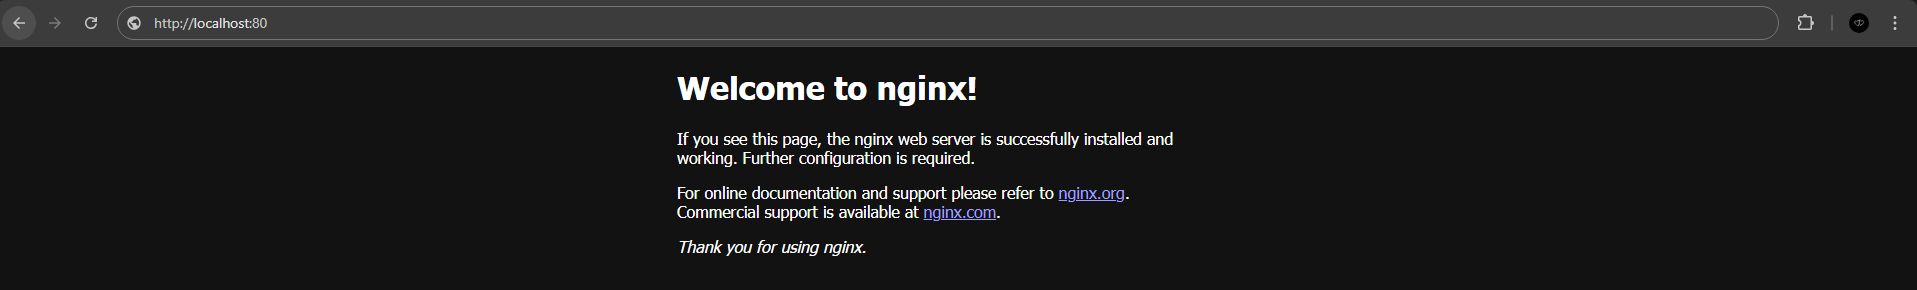 http://localhost:80
Welcome to nginx!
If you see this page, the nginx web server is successfully installed and
working. Further configuration is required.
For online documentation and support please refer to nginx.org.
Commercial support is available at nginx.com.
Thank you for using nginx.